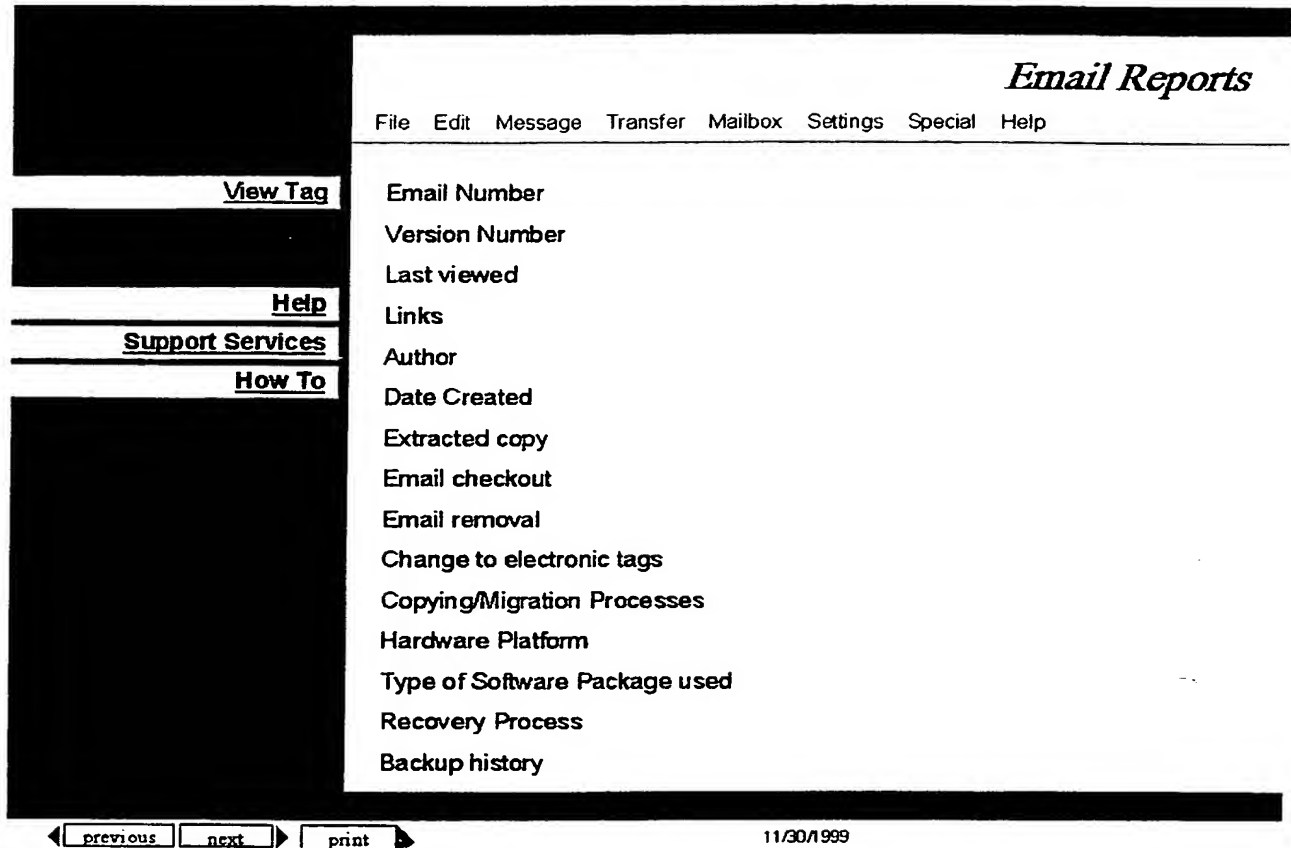 Email Reports
File Edit Message Transfer Mailbox Settings Special Help
View Tag
Help
Support Services
How To
Email Number
Version Number
Last viewed
Links
Author
Date Created
Extracted copy
Email checkout
Email removal
Change to electronic tags
Copying/Migration Processes
Hardware Platform
Type of Software Package used
Recovery Process
Backup history
previous next print
11/30/1999